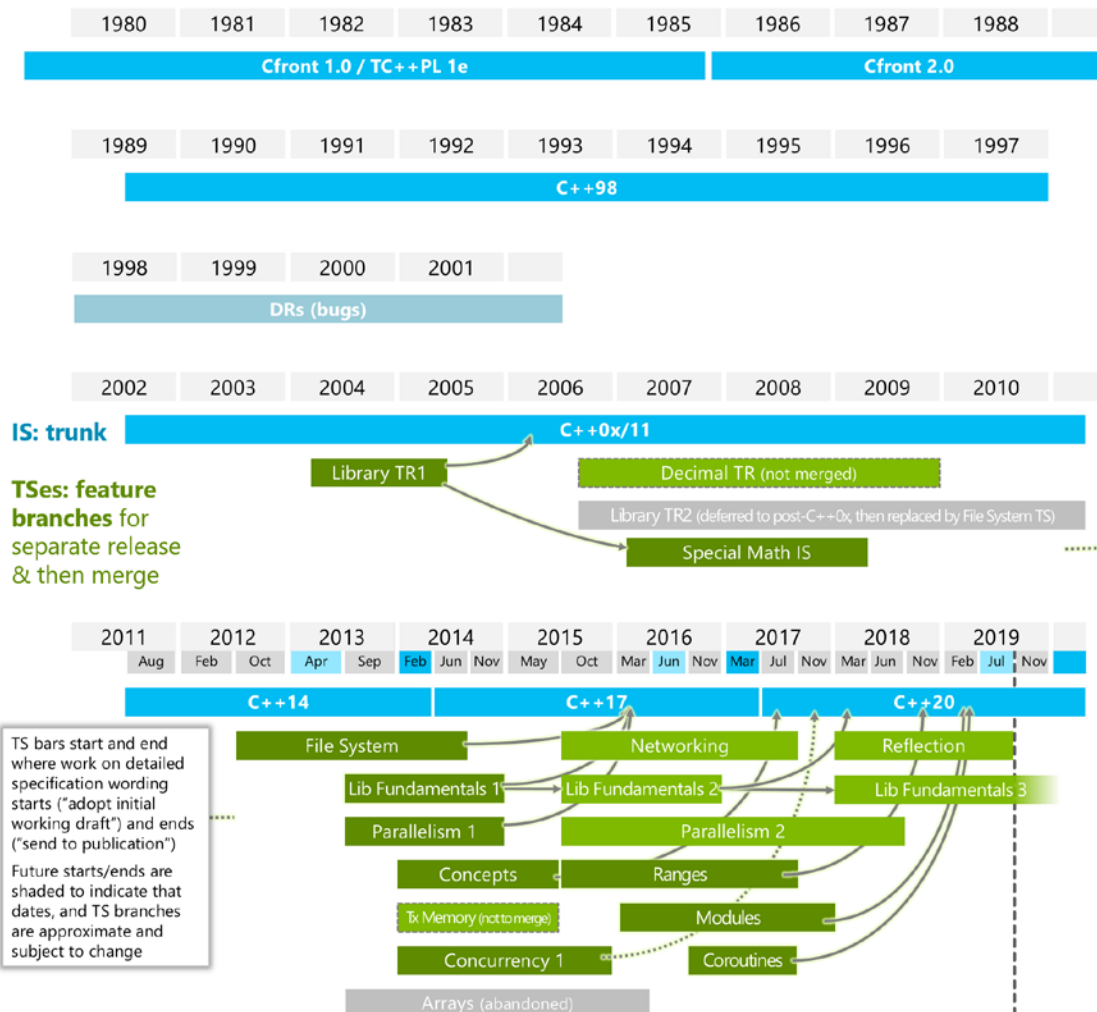 1980 1981 1982 1983 1984 1985 1986 1987 1988
Cfront 1.0 / TC++PL 1e Cfront 2.0
1989 1990 1991 1992 1993 1994 1995 1996 1997
C++98
1998 1999 2000 2001
DRs (bugs)
2002 2003 2004 2005 2006 2007 2008 2009 2010
IS: trunk
C++0x/11
Library TR1
Decimal TR (not merged)
TSes: feature
branches for
separate release
& then merge
Library TR2 (deferred to post-C++0x, then replaced by File System TS)
Special Math IS
2011 2012 2013 2014 2015 2016 2017 2018 2019
Aug Feb Oct Apr Sep Feb Jun Nov May Oct Mar Jun Nov Mar Jul Nov Mar Jun Nov Feb Jul Nov
C++14 C++17 C++20
TS bars start and end
where work on detailed
specification wording
starts ("adopt initial
working draft") and ends
("send to publication")
Future starts/ends are
shaded to indicate that
dates, and TS branches
are approximate and
subject to change
File System Networking Reflection
Lib Fundamentals 1 Lib Fundamentals 2 Lib Fundamentals 3
Parallelism 1 Parallelism 2
Concepts Ranges
Tx Memory (not to merge) Modules
Concurrency 1 Coroutines
Arrays (abandoned)